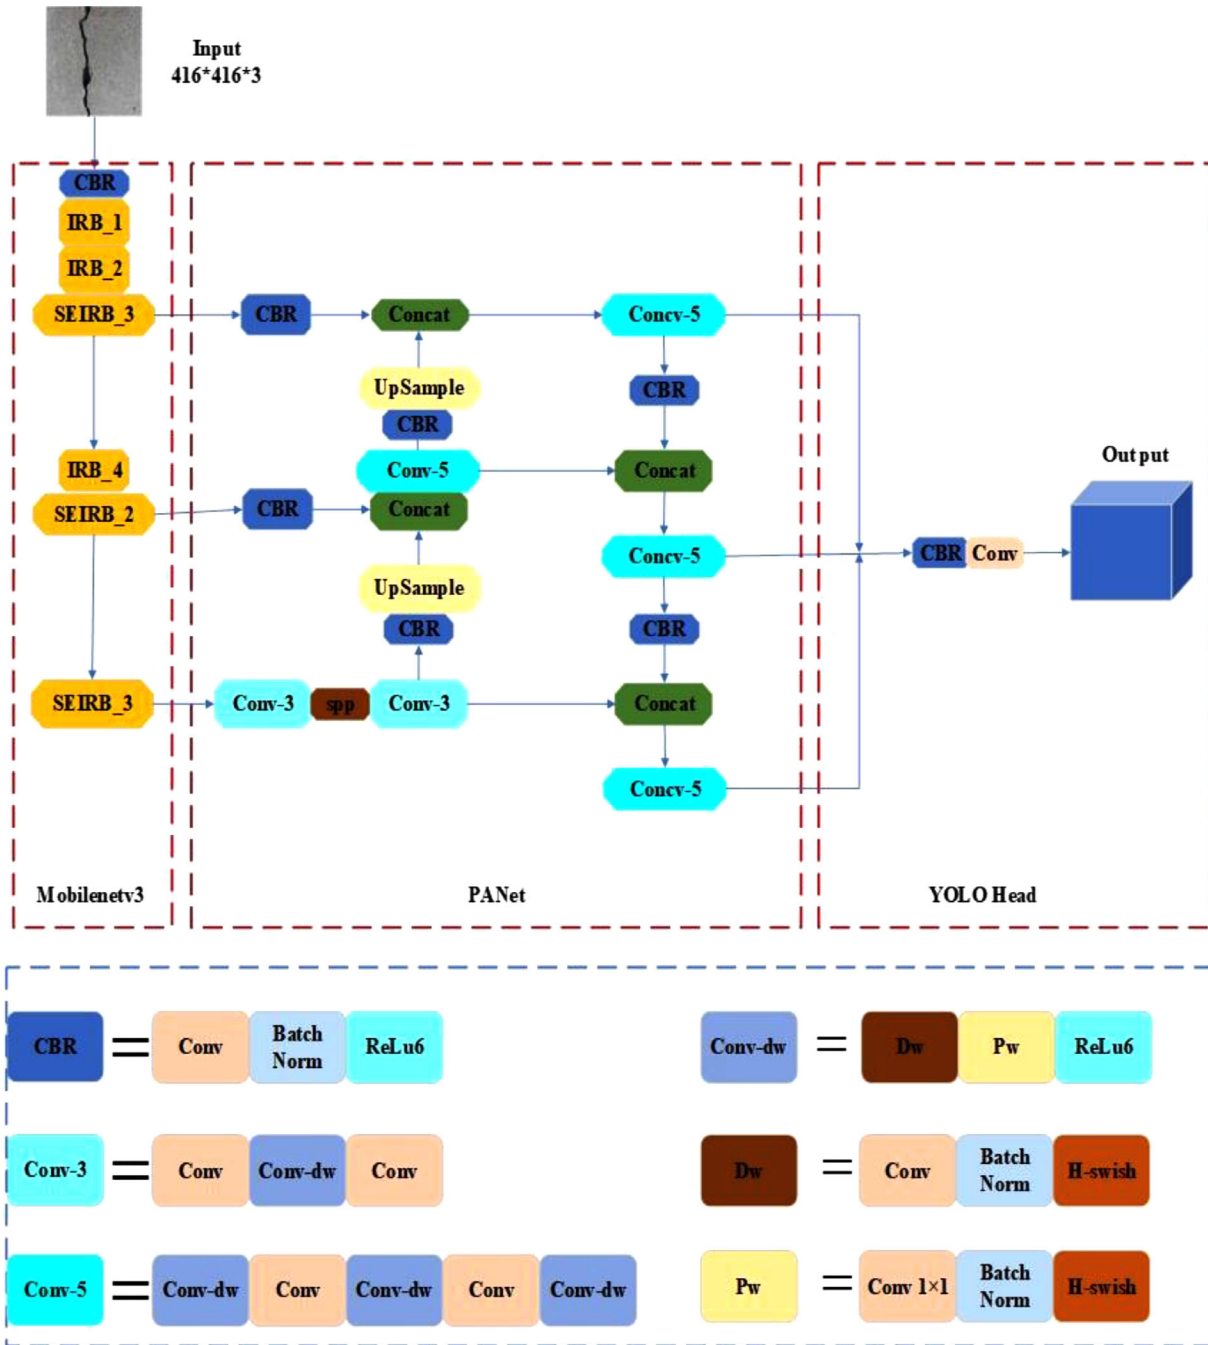 Input
416*416*3
CBR
IRB_1
IRB_2
SEIRB_3
CBR
Concat
Concv-5
UpSample
CBR
CBR
IRB_4
Conv-5
Concat
Output
SEIRB_2
CBR
Concat
Concv-5
CBR
Conv
UpSample
CBR
CBR
SEIRB_3
Conv-3
spp
Conv-3
Concat
Concv-5
Mobilenetv3
PANet
YOLO Head
CBR
=
Conv
Batch
Norm
ReLu6
Conv-dw
=
Dw
Pw
ReLu6
Conv-3
=
Conv
Conv-dw
Conv
Dw
=
Conv
Batch
Norm
H-swish
Conv-5
=
Conv-dw
Conv
Conv-dw
Conv
Conv-dw
Pw
=
Conv 1×1
Batch
Norm
H-swish